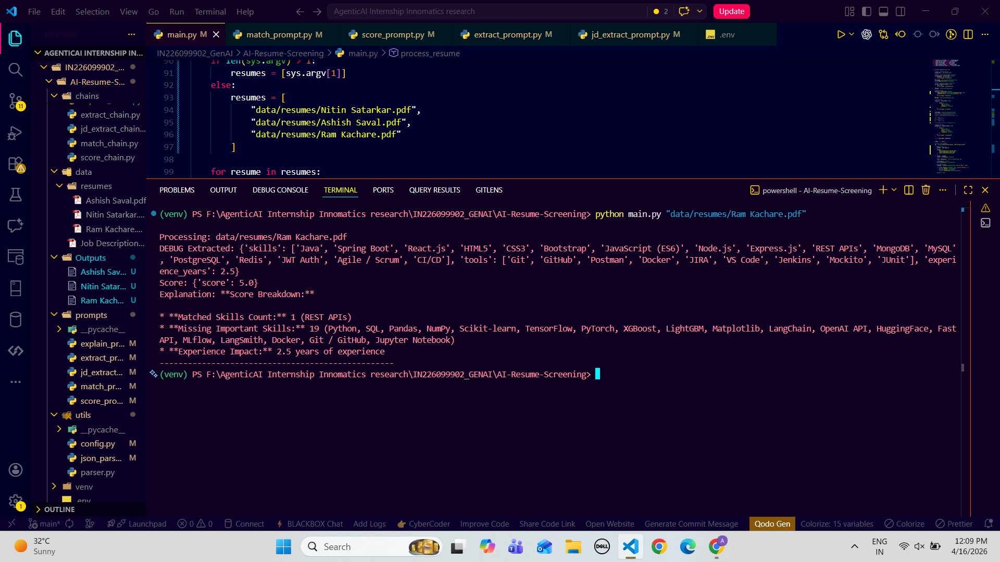 File Edit Selection View Go Run Terminal Help
AgenticAI Internship Innomatics research
2
Update
EXPLORER
main.py M
match_prompt.py M
score_prompt.py M
extract_prompt.py M
jd_extract_prompt.py M
.env
AGENTICAI INTERNSHIP IN...
IN226099902_GenAI > AI-Resume-Screening > main.py > process_resume
IN226099902_...
AI-Resume-S...
chains
extract_chain.py
jd_extract_chain...
match_chain.py
score_chain.py
data
resumes
Ashish Saval.pdf
Nitin Satarkar....
Ram Kachare....
Job Description...
Outputs
Ashish Sav... U
Nitin Satar... U
Ram Kach... U
prompts
__pycache__
explain_pr... M
extract_pr... M
jd_extract... M
match_pr... M
score_pro... M
utils
__pycache__
config.py M
json_pars... M
parser.py
venv
.env
OUTLINE
11
1
90 if len(sys.argv) > 1:
91 resumes = [sys.argv[1]]
92 else:
93 resumes = [
94 "data/resumes/Nitin Satarkar.pdf",
95 "data/resumes/Ashish Saval.pdf",
96 "data/resumes/Ram Kachare.pdf"
97 ]
98
99 for resume in resumes:
PROBLEMS OUTPUT DEBUG CONSOLE TERMINAL PORTS QUERY RESULTS GITLENS
powershell - AI-Resume-Screening
(venv) PS F:\AgenticAI Internship Innomatics research\IN226099902_GENAI\AI-Resume-Screening> python main.py "data/resumes/Ram Kachare.pdf"
Processing: data/resumes/Ram Kachare.pdf
DEBUG Extracted: {'skills': ['Java', 'Spring Boot', 'React.js', 'HTML5', 'CSS3', 'Bootstrap', 'JavaScript (ES6)', 'Node.js', 'Express.js', 'REST APIs', 'MongoDB', 'MySQL'
, 'PostgreSQL', 'Redis', 'JWT Auth', 'Agile / Scrum', 'CI/CD'], 'tools': ['Git', 'GitHub', 'Postman', 'Docker', 'JIRA', 'VS Code', 'Jenkins', 'Mockito', 'JUnit'], 'experi
ence_years': 2.5}
Score: {'score': 5.0}
Explanation: **Score Breakdown:**
* **Matched Skills Count:** 1 (REST APIs)
* **Missing Important Skills:** 19 (Python, SQL, Pandas, NumPy, Scikit-learn, TensorFlow, PyTorch, XGBoost, LightGBM, Matplotlib, LangChain, OpenAI API, HuggingFace, Fast
API, MLflow, LangSmith, Docker, Git / GitHub, Jupyter Notebook)
* **Experience Impact:** 2.5 years of experience
--------------------------------------------------
(venv) PS F:\AgenticAI Internship Innomatics research\IN226099902_GENAI\AI-Resume-Screening>
main* Launchpad 0 0 Connect BLACKBOX Chat Add Logs CyberCoder Improve Code Share Code Link Open Website Generate Commit Message Qodo Gen Colorize: 15 variables Colorize Prettier
32°C
Sunny
Search
DELL
A
ENG
IN
12:09 PM
4/16/2026